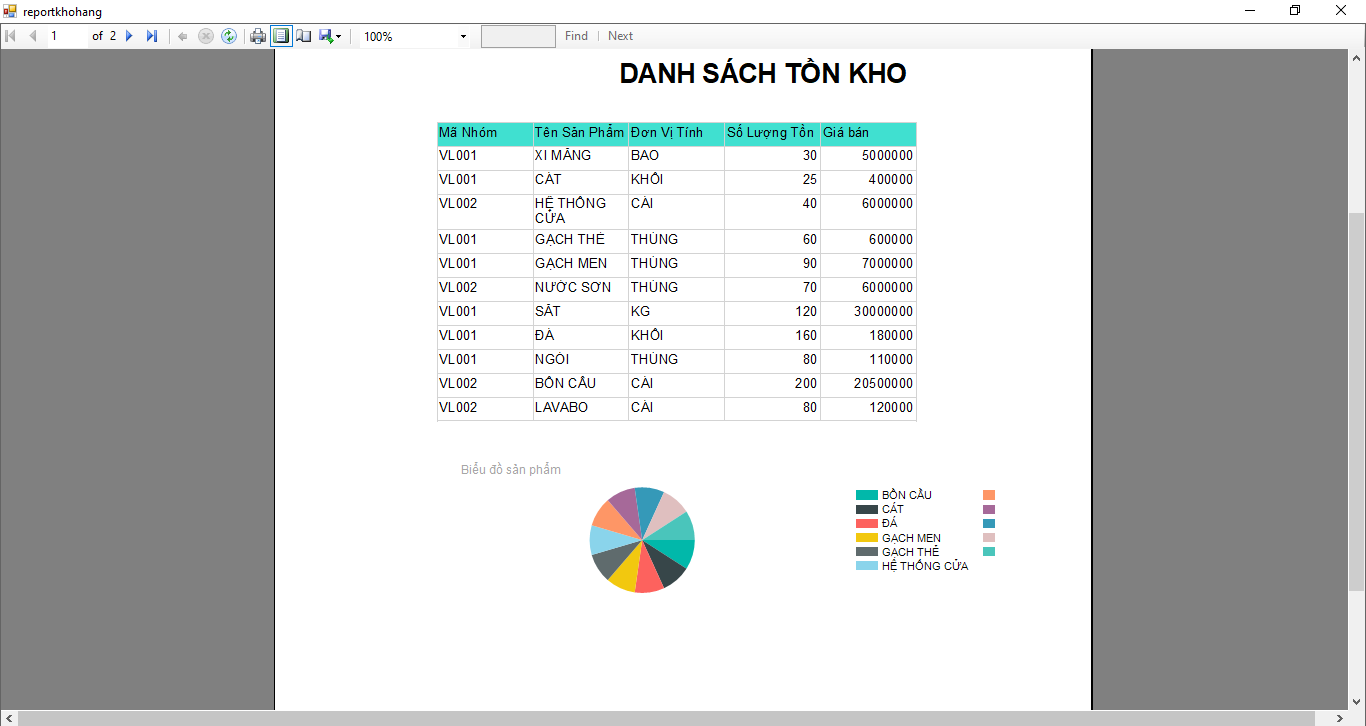 reportkhohang
1 of 2 100% Find Next
DANH SÁCH TỒN KHO
Mã Nhóm Tên Sản Phẩm Đơn Vị Tính Số Lượng Tồn Giá bán
VL001 XI MĂNG BAO 30 5000000
VL001 CÁT KHỐI 25 400000
VL002 HỆ THỐNG CỬA CÁI 40 6000000
VL001 GẠCH THẺ THÙNG 60 600000
VL001 GẠCH MEN THÙNG 90 7000000
VL002 NƯỚC SƠN THÙNG 70 6000000
VL001 SẮT KG 120 30000000
VL001 ĐÁ KHỐI 160 180000
VL001 NGÓI THÙNG 80 110000
VL002 BỒN CẦU CÁI 200 20500000
VL002 LAVABO CÁI 80 120000
Biểu đồ sản phẩm
BỒN CẦU
CÁT
ĐÁ
GẠCH MEN
GẠCH THẺ
HỆ THỐNG CỬA